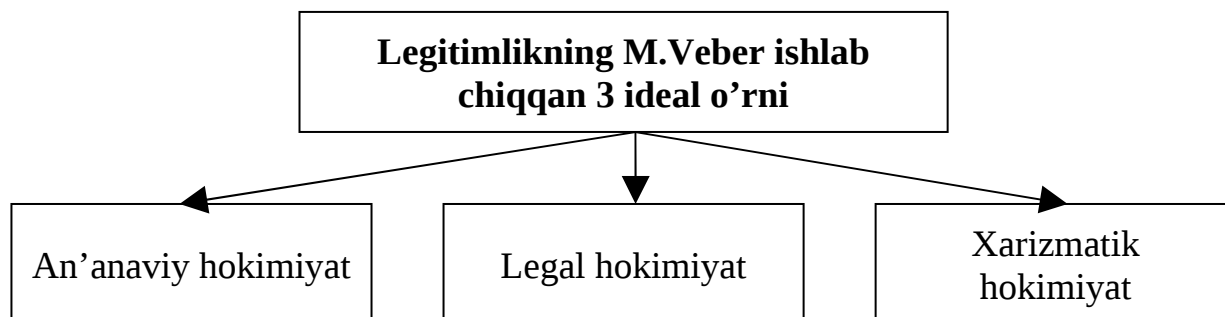 Legitimlikning M.Veber ishlab
chiqqan 3 ideal o’rni
An’anaviy hokimiyat
Legal hokimiyat
Xarizmatik
hokimiyat